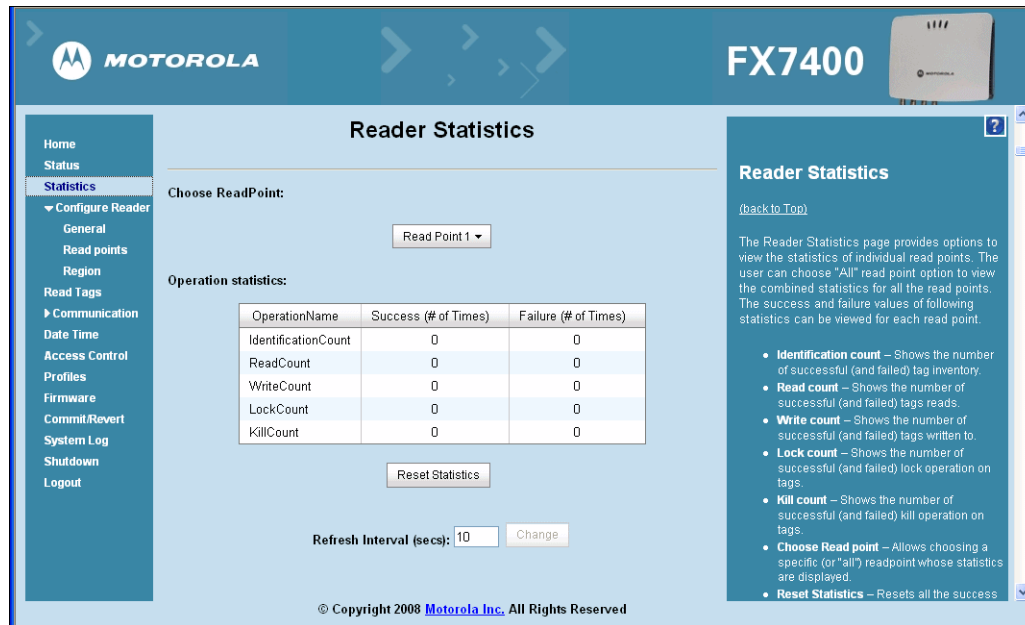 MOTOROLA
FX7400
MOTOROLA
Home
Status
Statistics
Configure Reader
General
Read points
Region
Read Tags
Communication
Date Time
Access Control
Profiles
Firmware
Commit/Revert
System Log
Shutdown
Logout
Reader Statistics
Choose ReadPoint:
Read Point 1
Operation statistics:
OperationName Success (# of Times) Failure (# of Times)
IdentificationCount 0 0
ReadCount 0 0
WriteCount 0 0
LockCount 0 0
KillCount 0 0
Reset Statistics
Refresh Interval (secs): 10 Change
© Copyright 2008 Motorola Inc. All Rights Reserved
?
Reader Statistics
(back to Top)
The Reader Statistics page provides options to
view the statistics of individual read points. The
user can choose "All" read point option to view
the combined statistics for all the read points.
The success and failure values of following
statistics can be viewed for each read point.
• Identification count – Shows the number
of successful (and failed) tag inventory.
• Read count – Shows the number of
successful (and failed) tags reads.
• Write count – Shows the number of
successful (and failed) tags written to.
• Lock count – Shows the number of
successful (and failed) lock operation on
tags.
• Kill count – Shows the number of
successful (and failed) kill operation on
tags.
• Choose Read point – Allows choosing a
specific (or "all") readpoint whose statistics
are displayed.
• Reset Statistics – Resets all the success